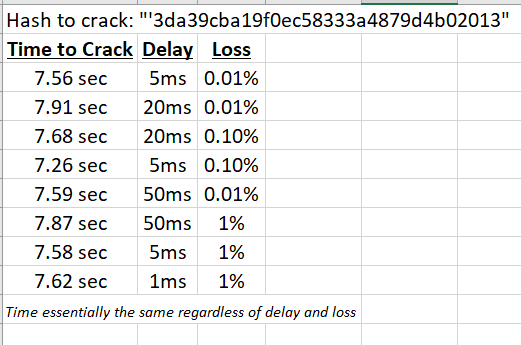 Hash to crack: "'3da39cba19f0ec58333a4879d4b02013"
Time to Crack Delay Loss
7.56 sec 5ms 0.01%
7.91 sec 20ms 0.01%
7.68 sec 20ms 0.10%
7.26 sec 5ms 0.10%
7.59 sec 50ms 0.01%
7.87 sec 50ms 1%
7.58 sec 5ms 1%
7.62 sec 1ms 1%
Time essentially the same regardless of delay and loss